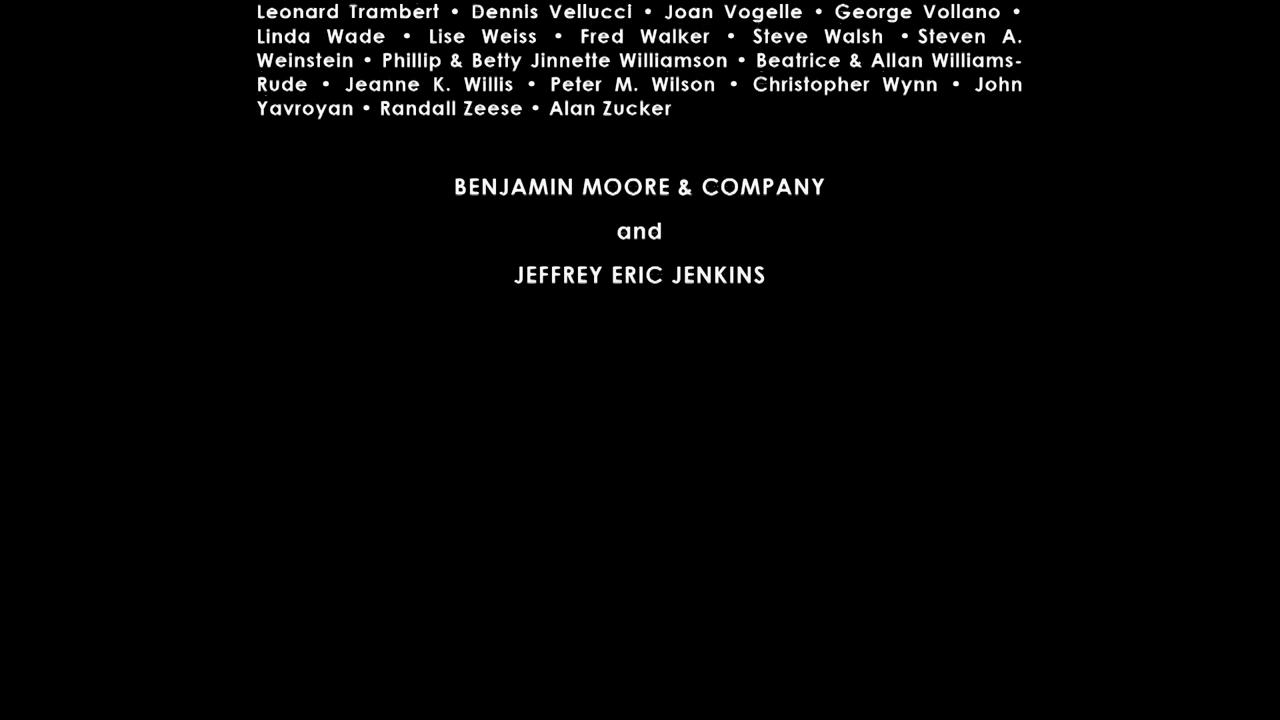 Leonard Trambert • Dennis Vellucci • Joan Vogelle • George Vollano •
Linda Wade • Lise Weiss • Fred Walker • Steve Walsh • Steven A.
Weinstein • Phillip & Betty Jinnette Williamson • Beatrice & Allan Williams-
Rude • Jeanne K. Willis • Peter M. Wilson • Christopher Wynn • John
Yavroyan • Randall Zeese • Alan Zucker
BENJAMIN MOORE & COMPANY
and
JEFFREY ERIC JENKINS